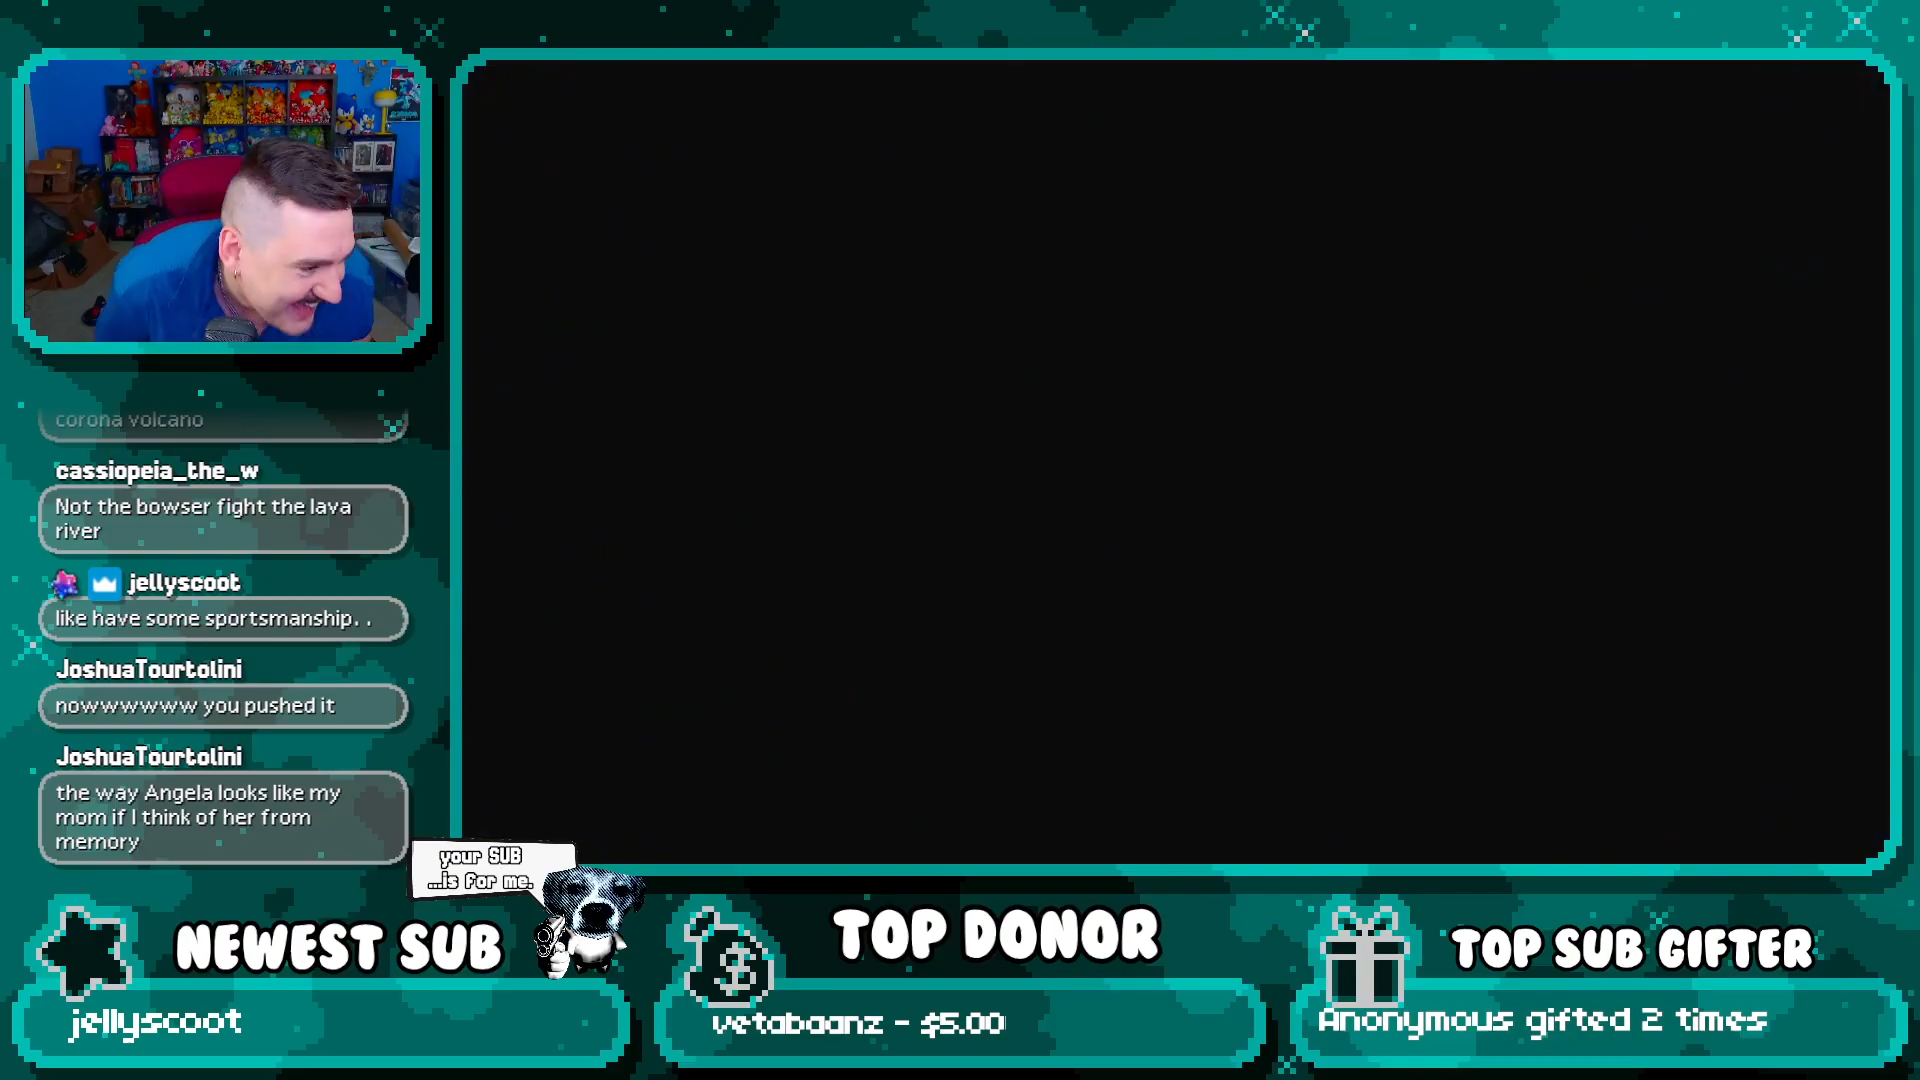 corona volcano
cassiopeia_the_w
Not the bowser fight the lava
river
jellyscoot
like have some sportsmanship. .
JoshuaTourtolini
nowwwwww you pushed it
JoshuaTourtolini
the way Angela looks like my
mom if I think of her from
memory
your SUB
...is for me.
NEWEST SUB
jellyscoot
TOP DONOR
vetabaanz - $5.00
TOP SUB GIFTER
Anonymous gifted 2 times